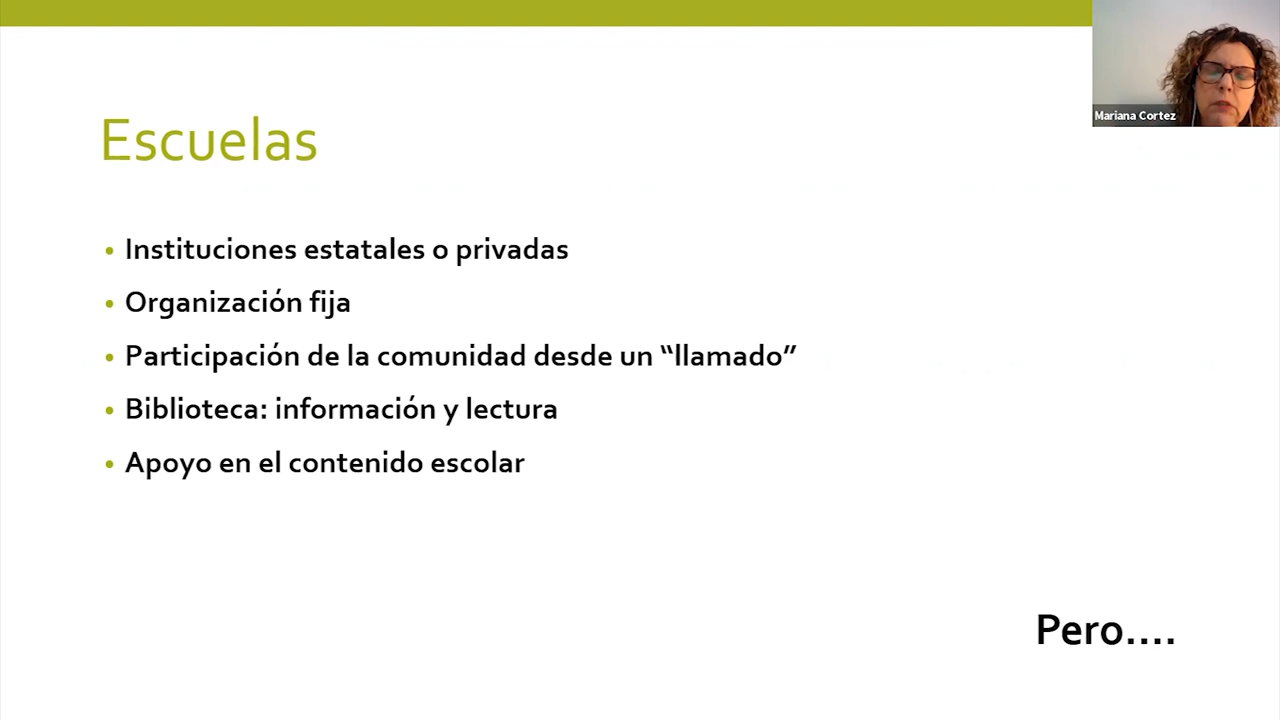 Mariana Cortez
Escuelas
• Instituciones estatales o privadas
• Organización fija
• Participación de la comunidad desde un “llamado”
• Biblioteca: información y lectura
• Apoyo en el contenido escolar
Pero....